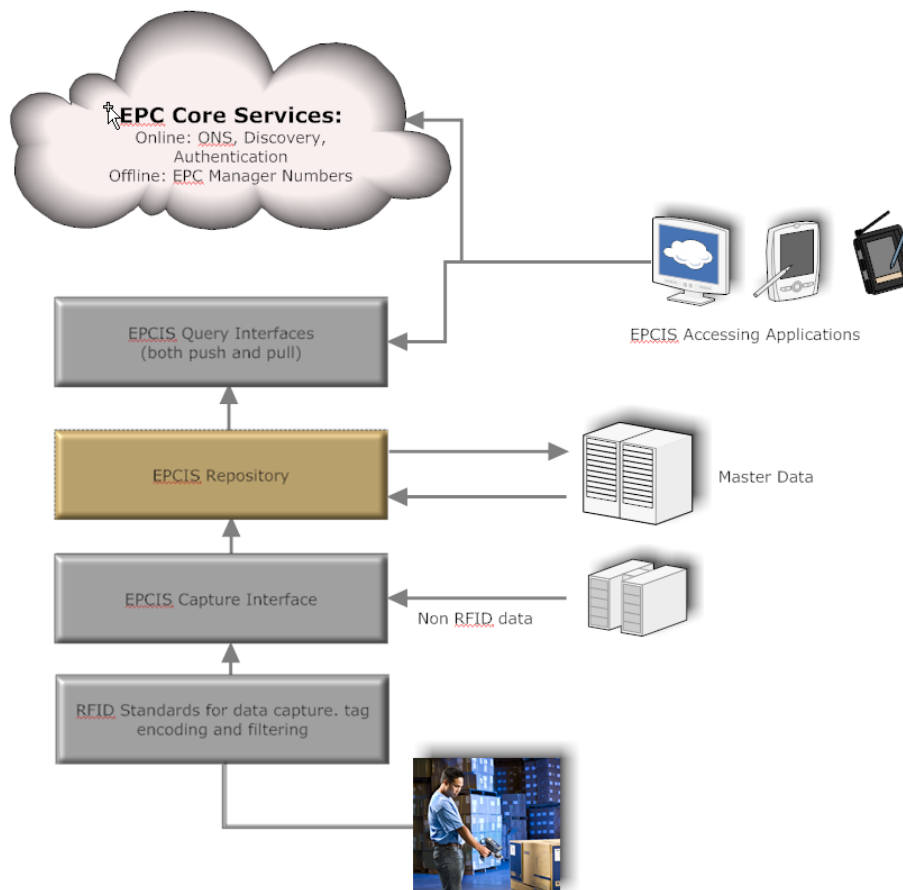 EPC Core Services:
Online: ONS, Discovery,
Authentication
Offline: EPC Manager Numbers
EPCIS Query Interfaces
(both push and pull)
EPCIS Accessing Applications
EPCIS Repository
Master Data
EPCIS Capture Interface
Non RFID data
RFID Standards for data capture. tag
encoding and filtering